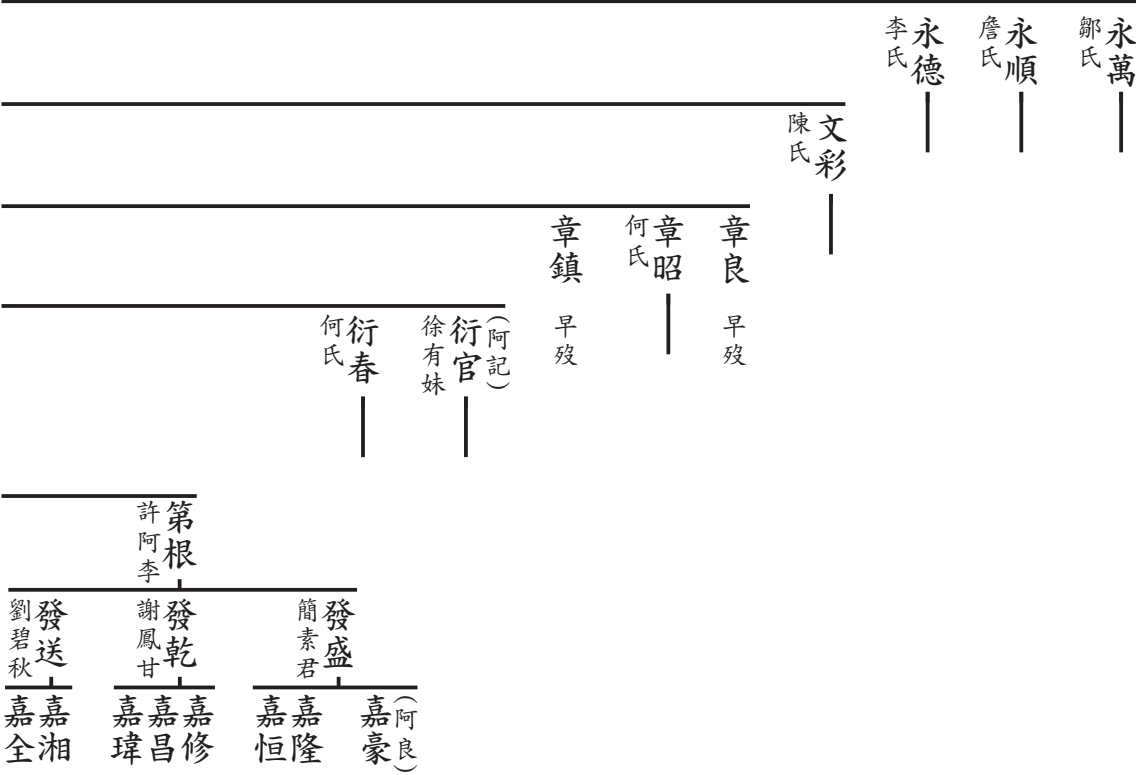 永萬
鄒氏
永順
詹氏
永德
李氏
文彩
陳氏
章良 早歿
章昭
何氏
章鎮 早歿
(阿記)
衍官
徐有妹
衍春
何氏
第根
許阿李
發盛
簡素君
發乾
謝鳳甘
發送
劉碧秋
(阿良)
嘉豪
嘉隆
嘉恒
嘉修
嘉昌
嘉瑋
嘉湘
嘉全